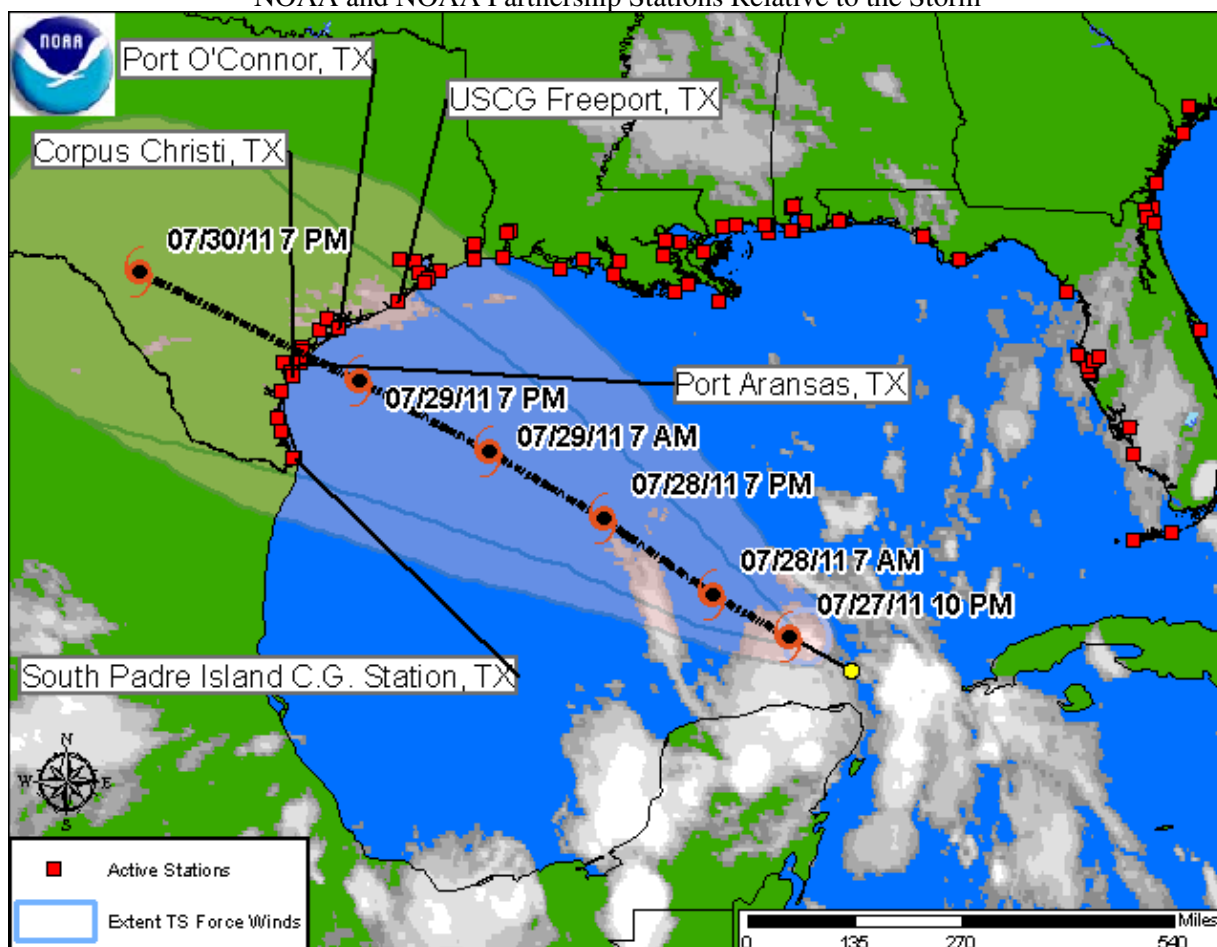 NOAA and NOAA Partnership Stations Relative to the Storm
NOAA
Port O'Connor, TX
USCG Freeport, TX
Corpus Christi, TX
07/30/11 7 PM
Port Aransas, TX
07/29/11 7 PM
07/29/11 7 AM
07/28/11 7 PM
07/28/11 7 AM
07/27/11 10 PM
South Padre Island C.G. Station, TX
N
W E
S
Active Stations
Extent TS Force Winds
Miles
0 135 270 540